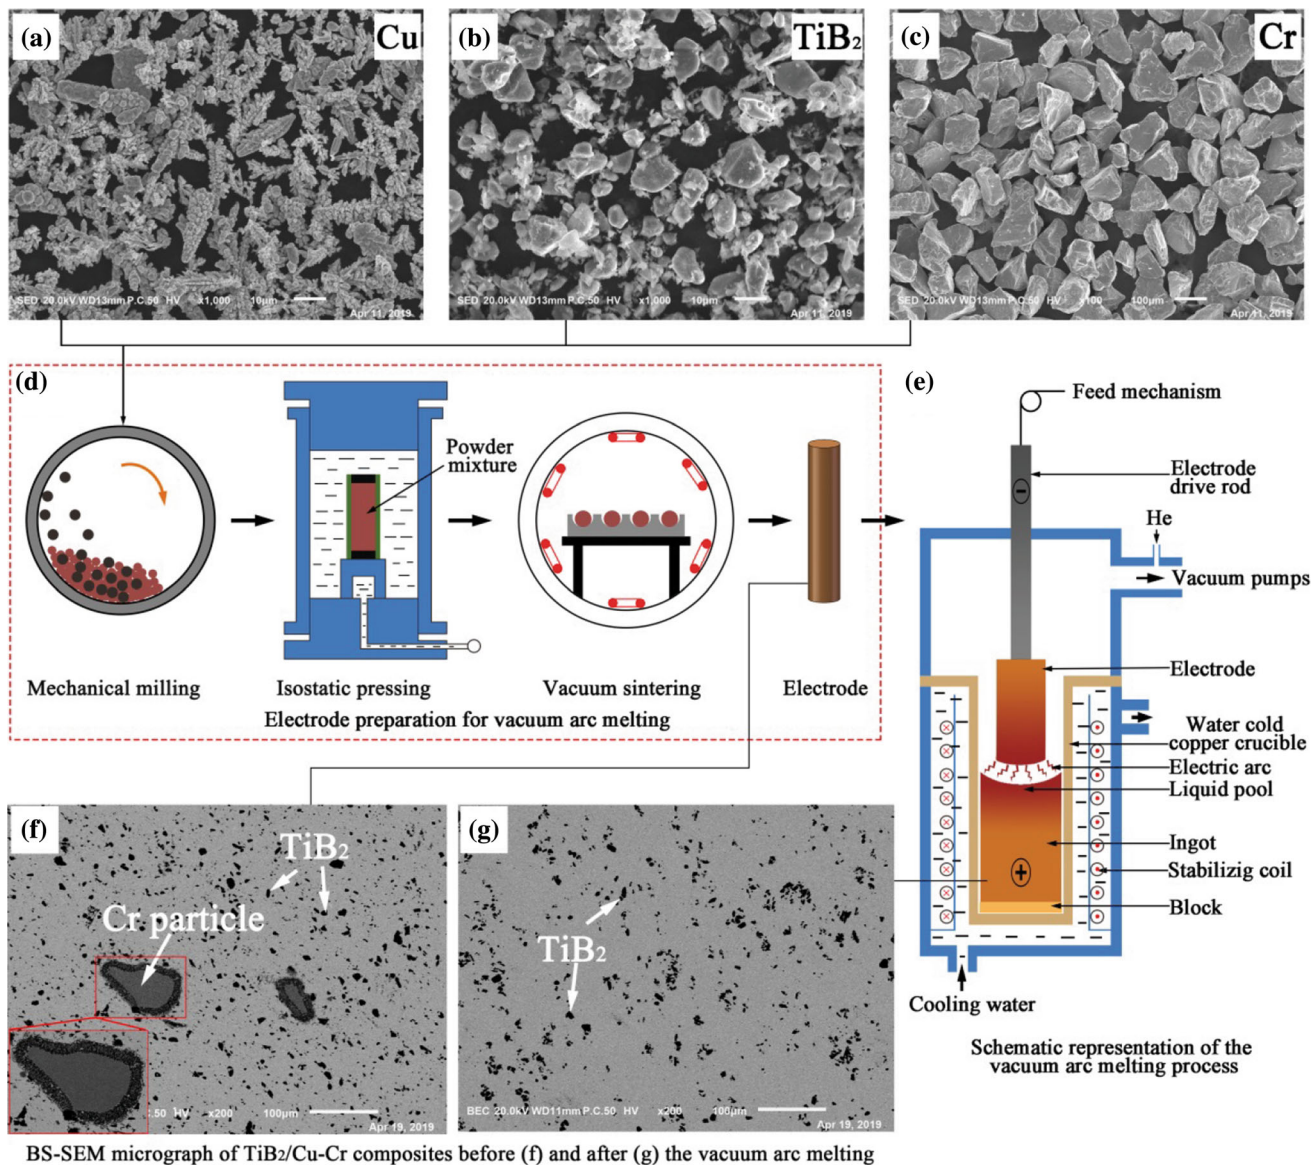 (a)
Cu
SED 20.0kV WD13mm P.C.50 HV x1,000 10µm
Apr 11, 2019
(b)
TiB2
SED 20.0kV WD13mm P.C.50 HV x1,000 10µm
Apr 11, 2019
(c)
Cr
SED 20.0kV WD13mm P.C.50 HV x100 100µm
Apr 11, 2019
(d)
Powder
mixture
Mechanical milling
Isostatic pressing
Vacuum sintering
Electrode
Electrode preparation for vacuum arc melting
(e)
Feed mechanism
Electrode
drive rod
−
He
Vacuum pumps
Electrode
Water cold
copper crucible
Electric arc
Liquid pool
Ingot
+
Stabilizig coil
Block
Cooling water
Schematic representation of the
vacuum arc melting process
(f)
TiB2
Cr particle
C.50 HV x200 100µm
Apr 19, 2019
(g)
TiB2
BEC 20.0kV WD11mm P.C.50 HV x200 100µm
Apr 19, 2019
BS-SEM micrograph of TiB2/Cu-Cr composites before (f) and after (g) the vacuum arc melting